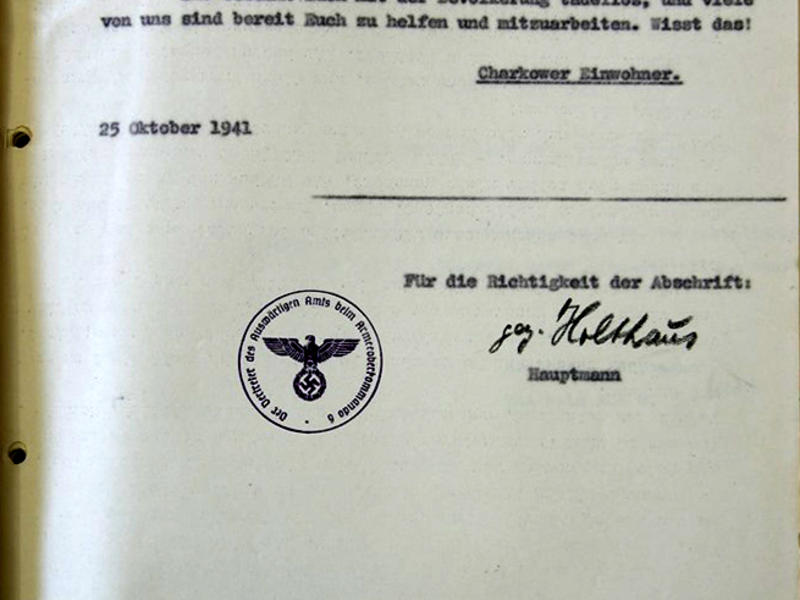 mit der Bevölkerung tadellos, und viele
von uns sind bereit Euch zu helfen und mitzuarbeiten. Wisst das!
Charkower Einwohner.
25 Oktober 1941
Für die Richtigkeit der Abschrift:
gez. Holthaus
Hauptmann
Der Vertreter des Auswärtigen Amts beim Armeeoberkommando 6